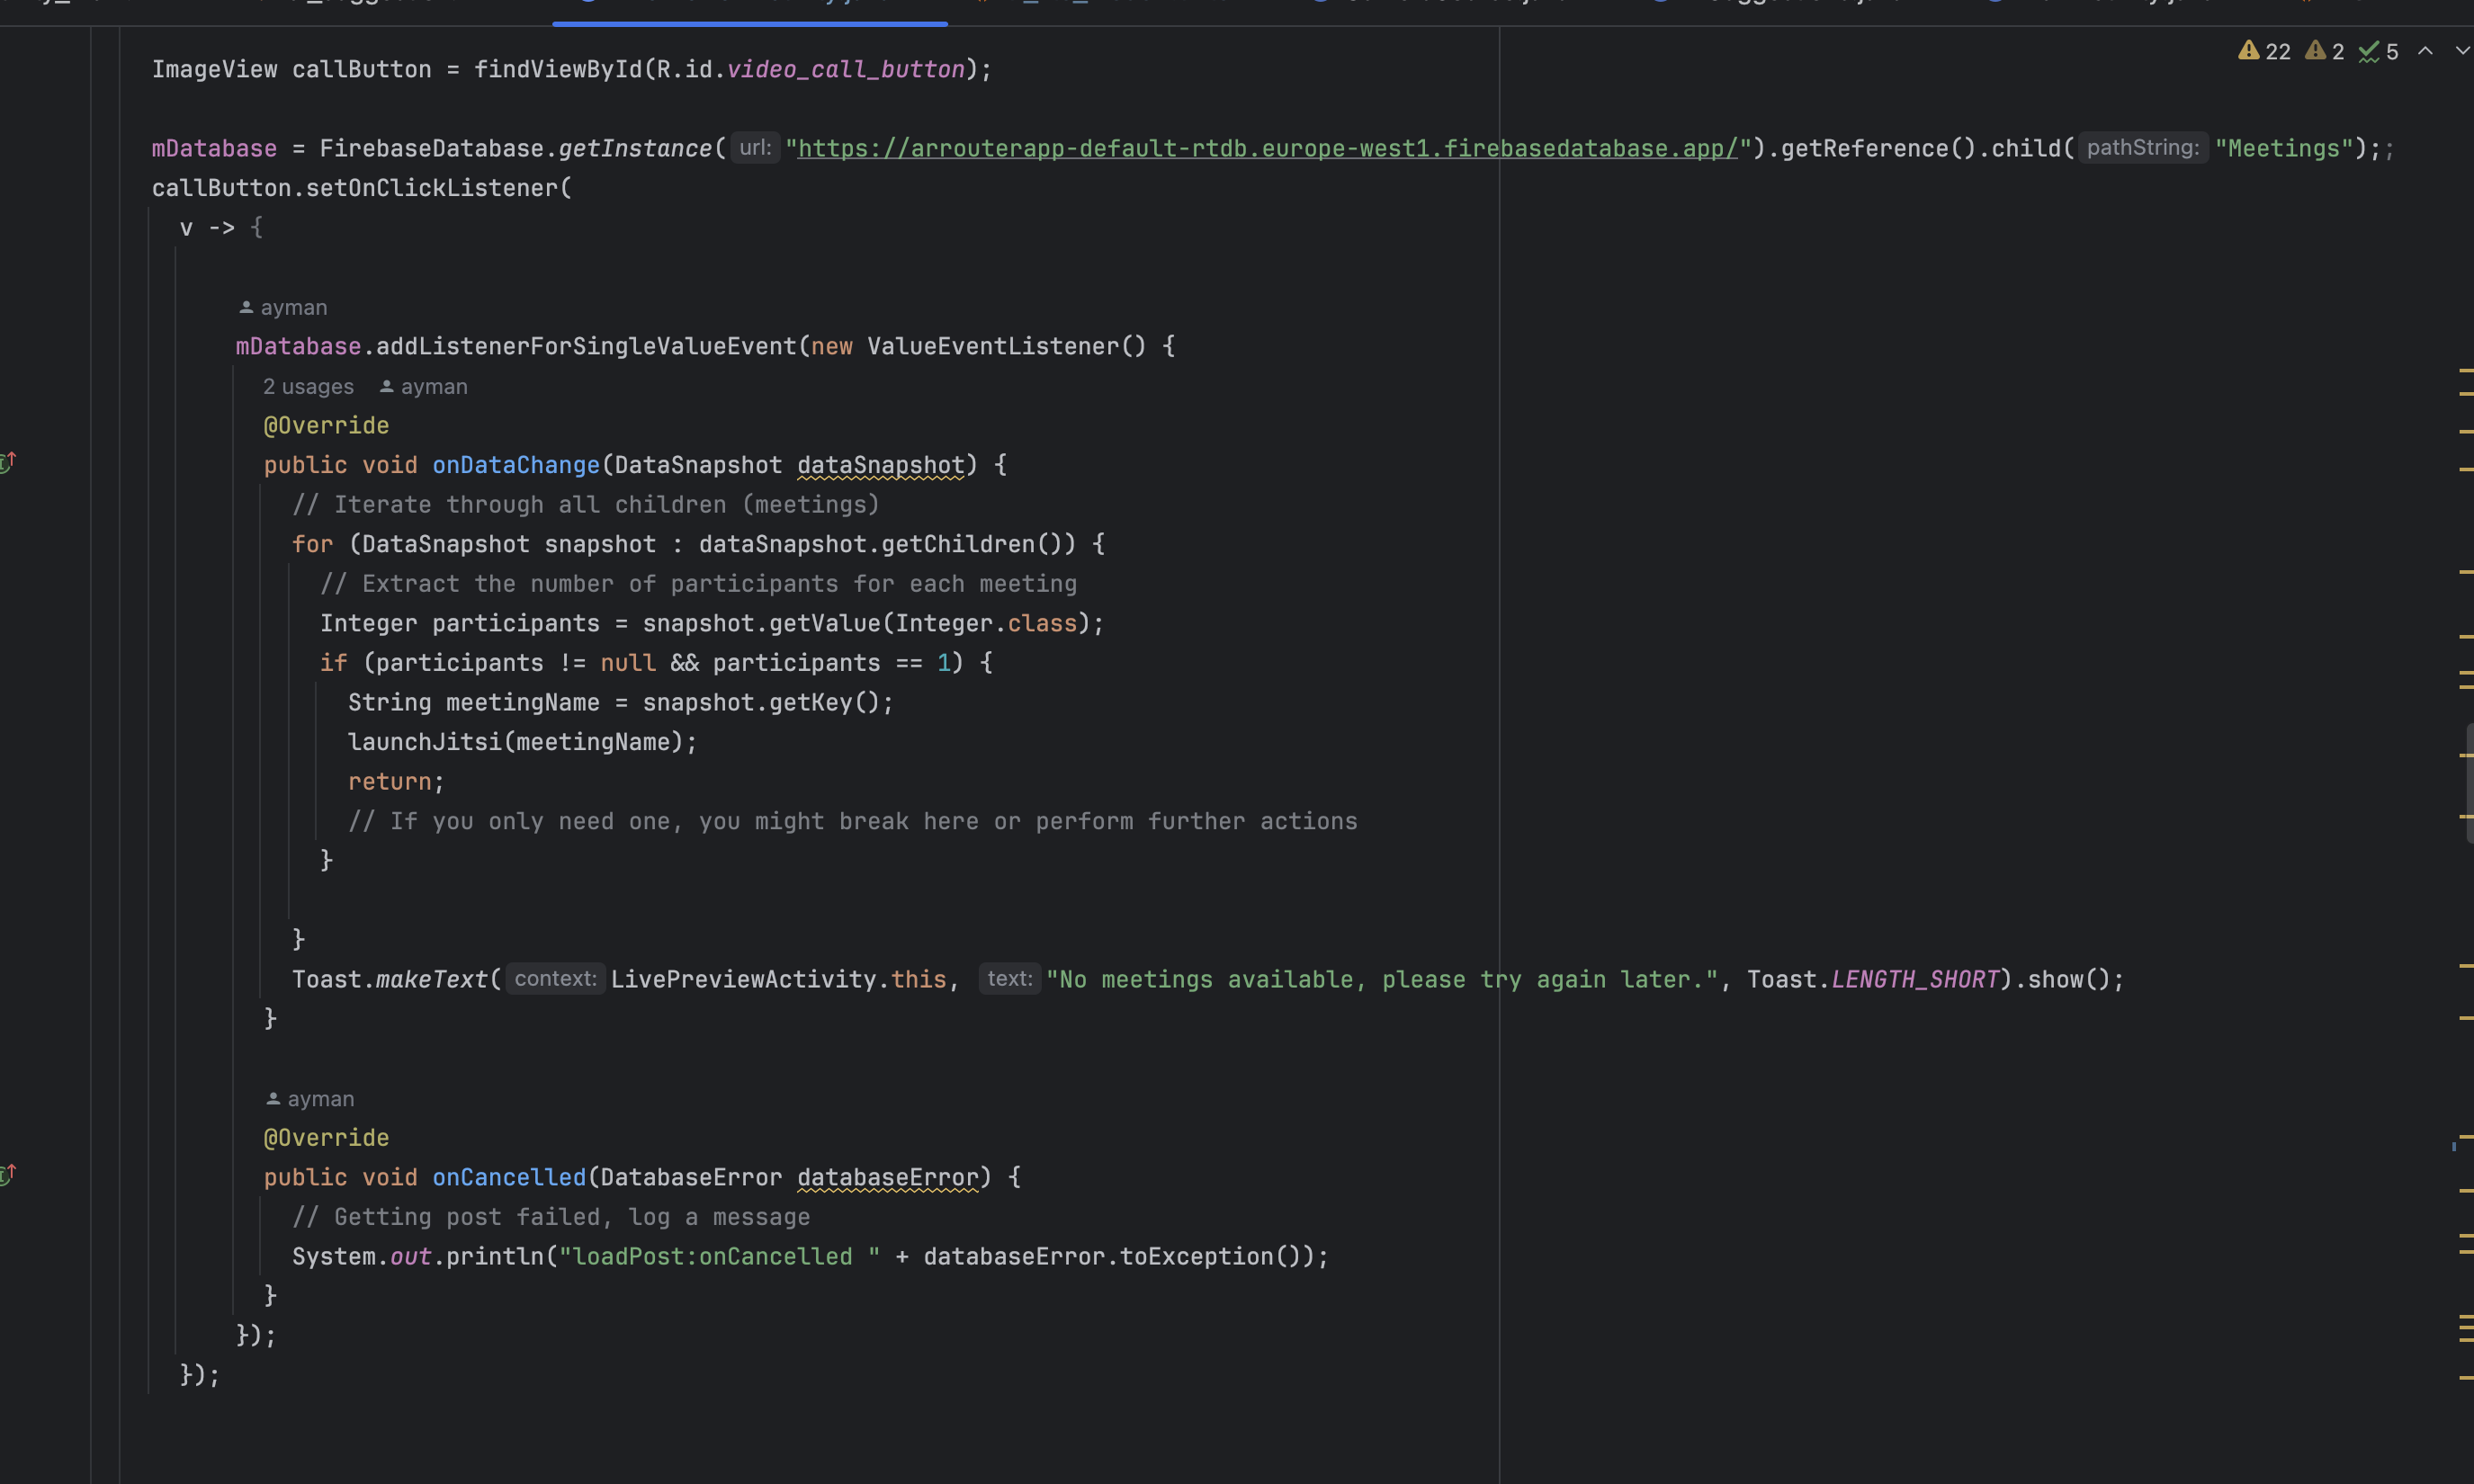 22 2 5
ImageView callButton = findViewById(R.id.video_call_button);
mDatabase = FirebaseDatabase.getInstance( url: "https://arrouterapp-default-rtdb.europe-west1.firebasedatabase.app/").getReference().child( pathString: "Meetings");;
callButton.setOnClickListener(
v -> {
ayman
mDatabase.addListenerForSingleValueEvent(new ValueEventListener() {
2 usages ayman
@Override
public void onDataChange(DataSnapshot dataSnapshot) {
// Iterate through all children (meetings)
for (DataSnapshot snapshot : dataSnapshot.getChildren()) {
// Extract the number of participants for each meeting
Integer participants = snapshot.getValue(Integer.class);
if (participants != null && participants == 1) {
String meetingName = snapshot.getKey();
launchJitsi(meetingName);
return;
// If you only need one, you might break here or perform further actions
}
}
Toast.makeText( context: LivePreviewActivity.this, text: "No meetings available, please try again later.", Toast.LENGTH_SHORT).show();
}
ayman
@Override
public void onCancelled(DatabaseError databaseError) {
// Getting post failed, log a message
System.out.println("loadPost:onCancelled " + databaseError.toException());
}
});
});